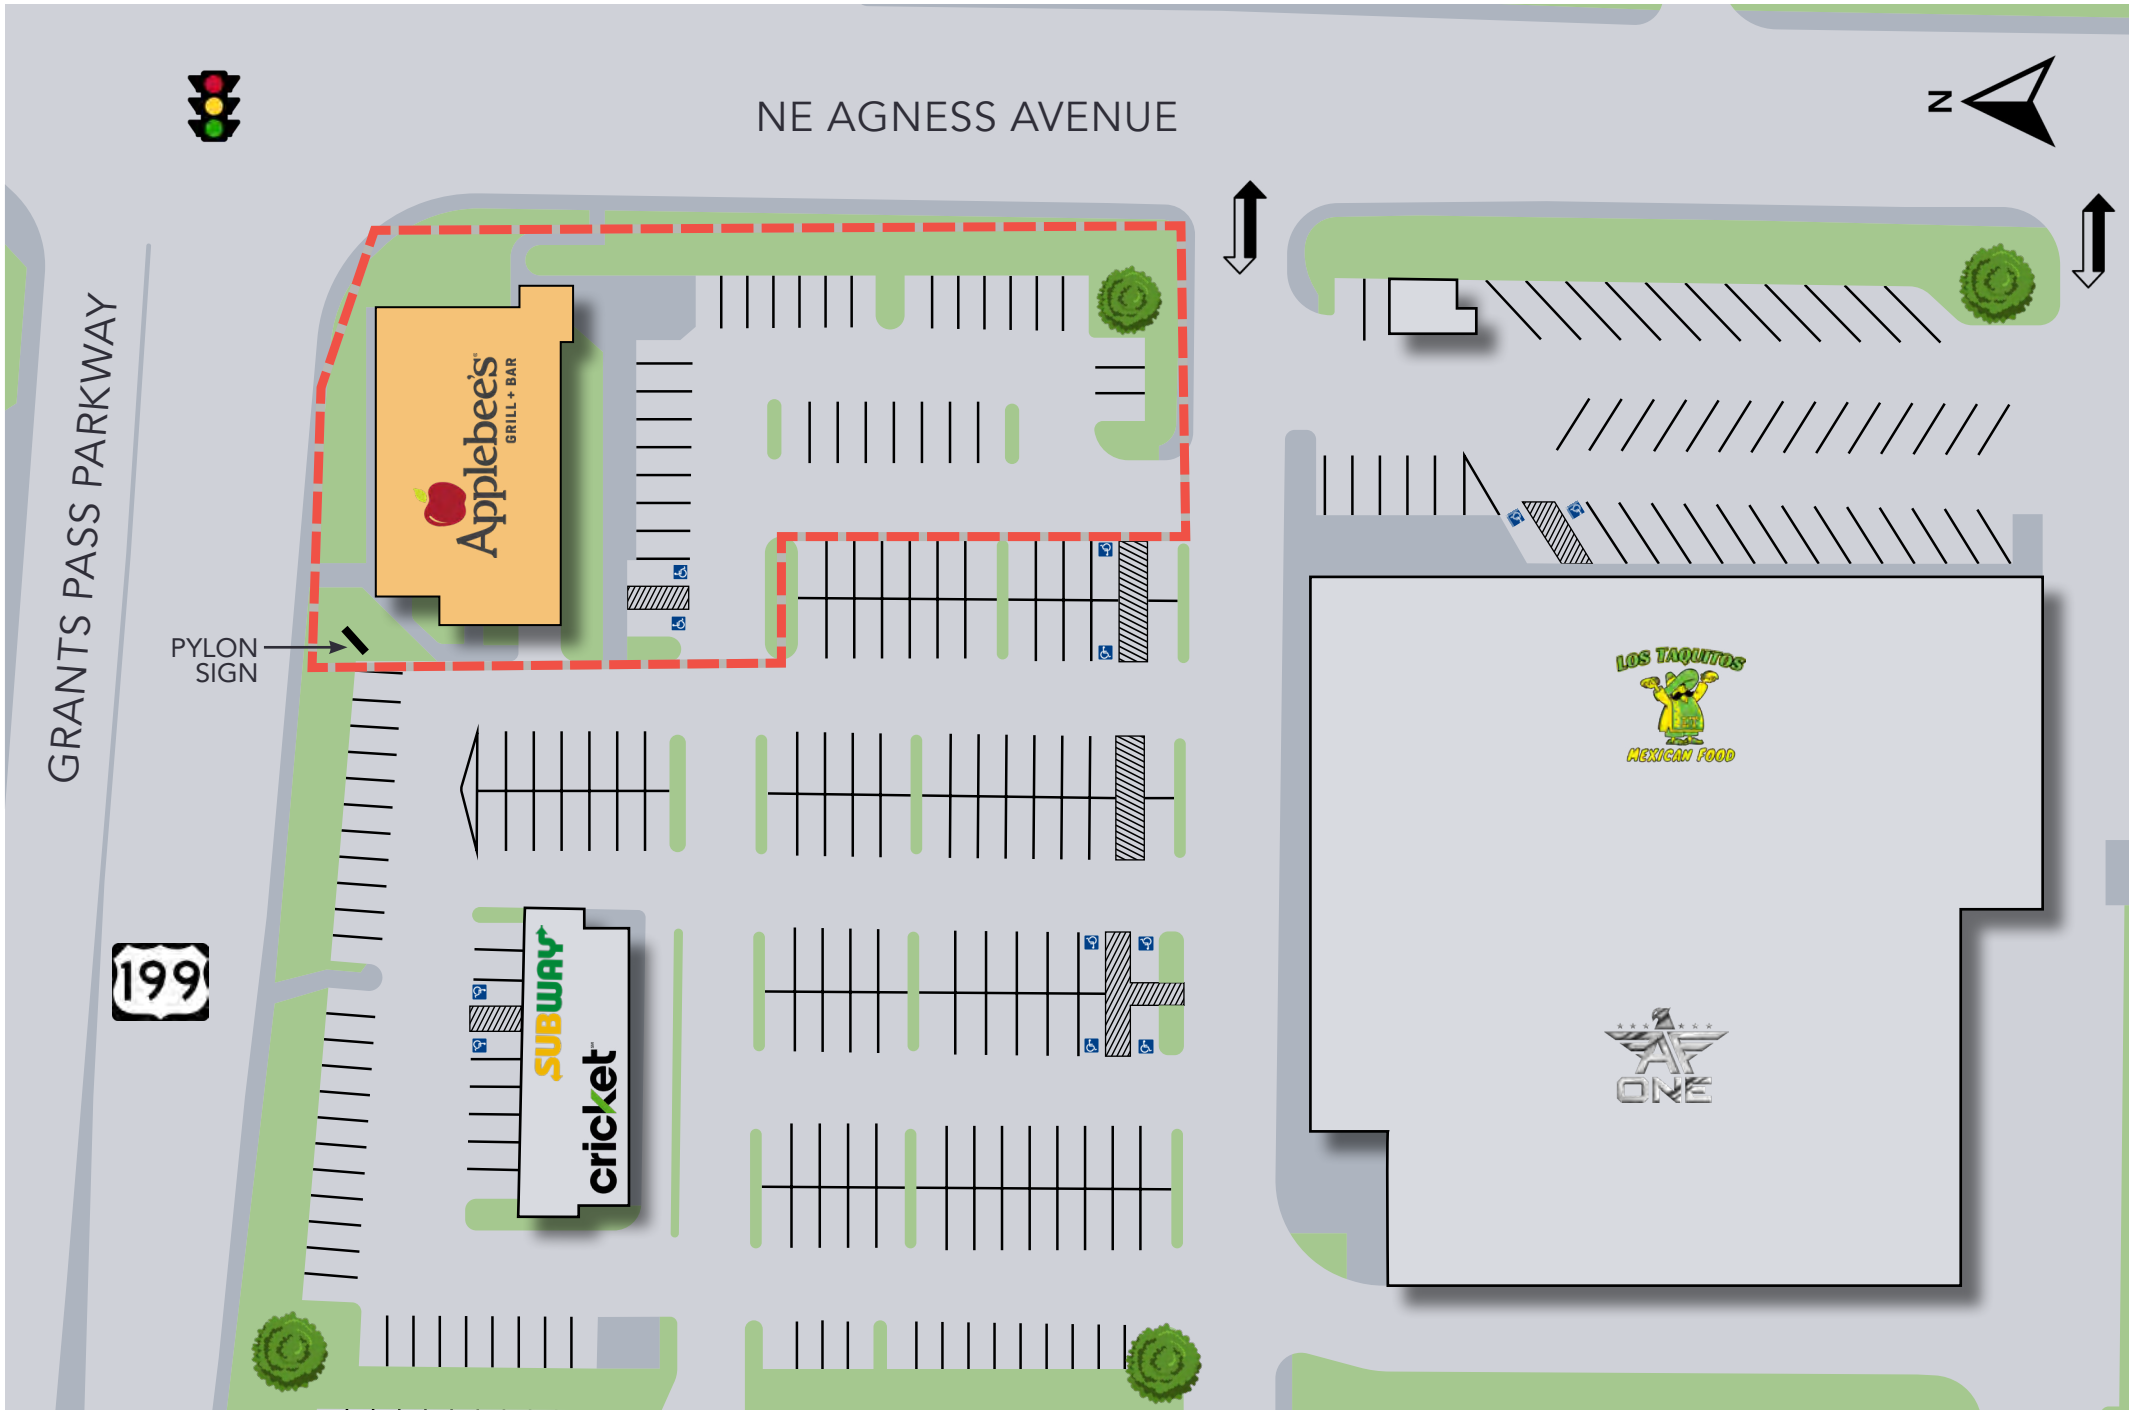 NE AGNESS AVENUE
N
GRANTS PASS PARKWAY
Applebee's
GRILL + BAR
PYLON
SIGN
LOS TAQUITOS
MEXICAN FOOD
199
SUBWAY
cricket
AF
ONE